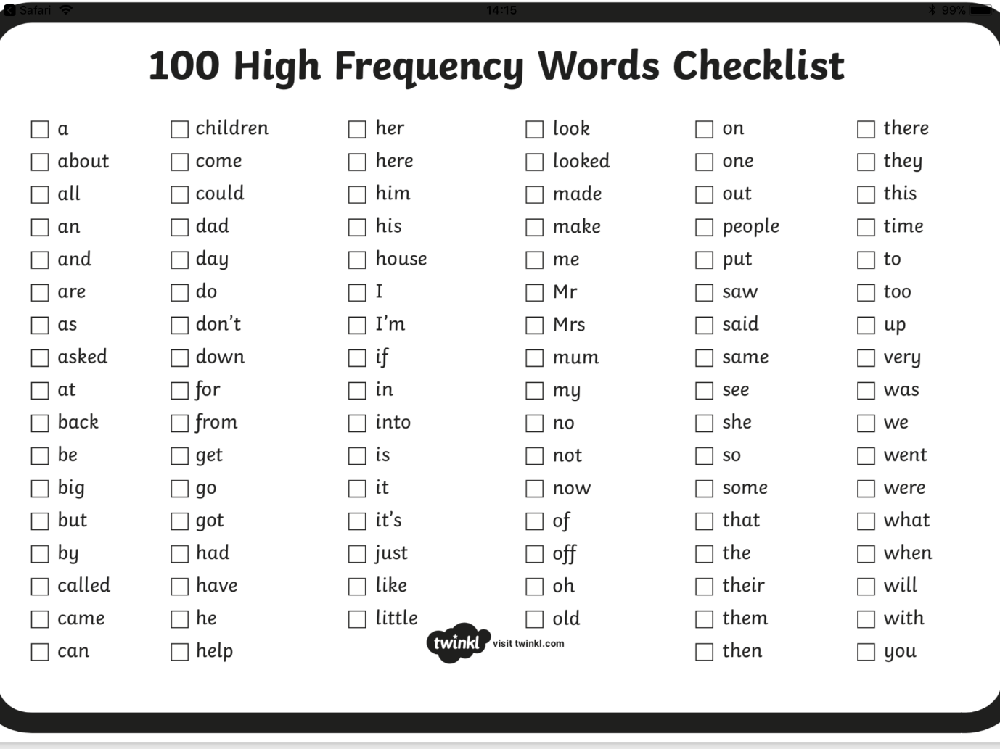 Safari 14:15 99%
100 High Frequency Words Checklist
a
about
all
an
and
are
as
asked
at
back
be
big
but
by
called
came
can
children
come
could
dad
day
do
don't
down
for
from
get
go
got
had
have
he
help
her
here
him
his
house
I
I'm
if
in
into
is
it
it's
just
like
little
look
looked
made
make
me
Mr
Mrs
mum
my
no
not
now
of
off
oh
old
on
one
out
people
put
saw
said
same
see
she
so
some
that
the
their
them
then
there
they
this
time
to
too
up
very
was
we
went
were
what
when
will
with
you
twinkl visit twinkl.com